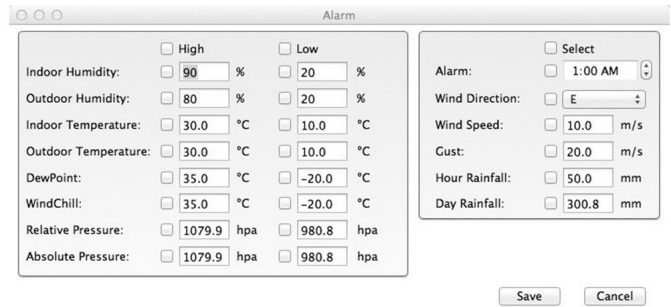 Alarm
High Low
Indoor Humidity: 90 % 20 %
Outdoor Humidity: 80 % 20 %
Indoor Temperature: 30.0 °C 10.0 °C
Outdoor Temperature: 30.0 °C 10.0 °C
DewPoint: 35.0 °C -20.0 °C
WindChill: 35.0 °C -20.0 °C
Relative Pressure: 1079.9 hpa 980.8 hpa
Absolute Pressure: 1079.9 hpa 980.8 hpa
Select
Alarm: 1:00 AM
Wind Direction: E
Wind Speed: 10.0 m/s
Gust: 20.0 m/s
Hour Rainfall: 50.0 mm
Day Rainfall: 300.8 mm
Save Cancel